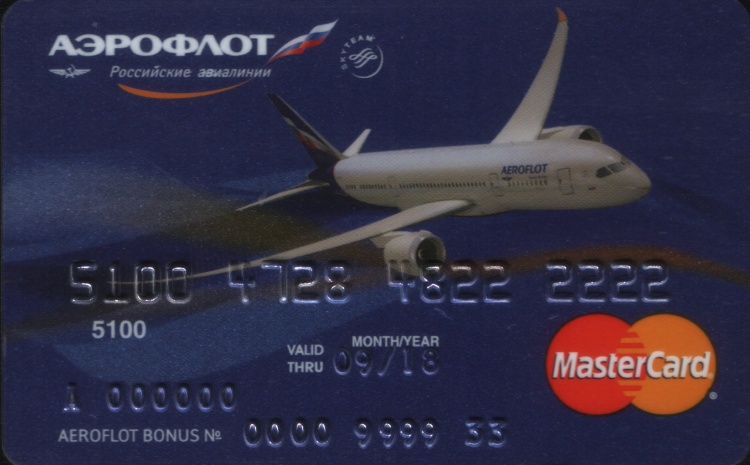 АЭРОФЛОТ
Российские авиалинии
SKYTEAM
AEROFLOT
5100 4728 4822 2222
5100
MONTH/YEAR
VALID THRU 09/18
MasterCard
1 000000
AEROFLOT BONUS № 0000 9999 33